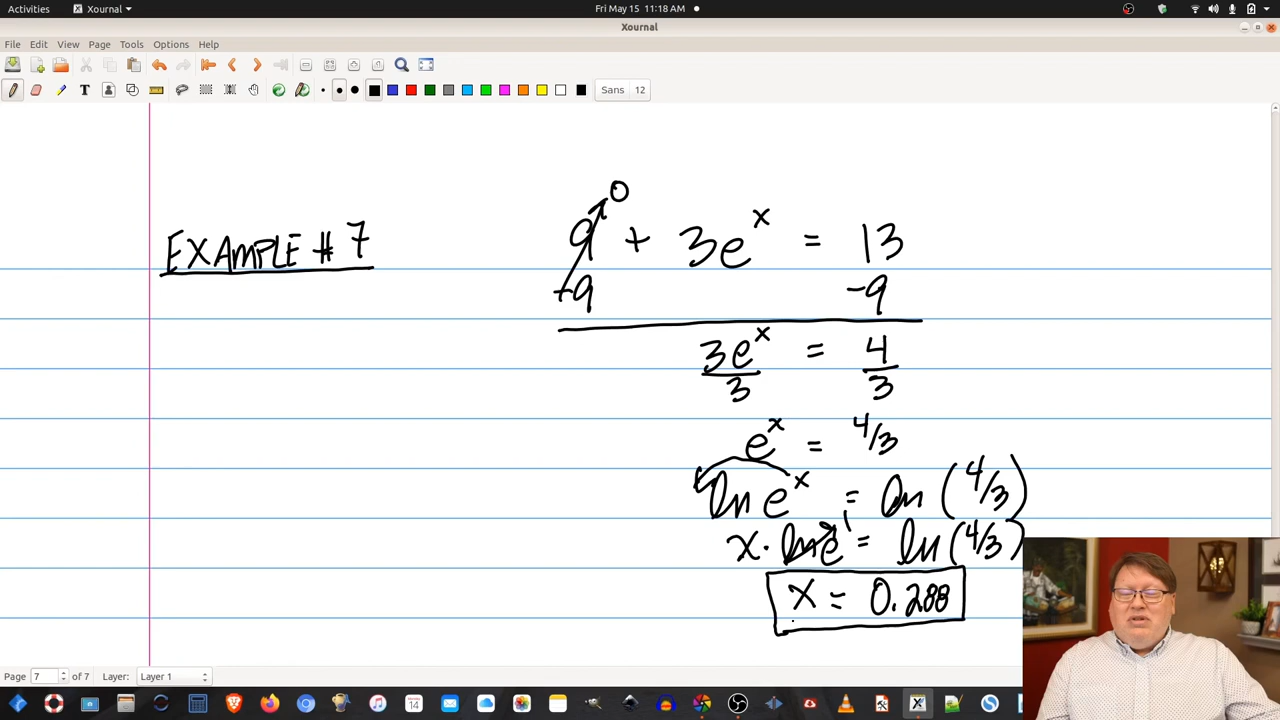 Activities Xournal Fri May 15 11:18 AM
Xournal
File Edit View Page Tools Options Help
Sans 12
EXAMPLE # 7
9 0 + 3e^x = 13
-9 -9
3e^x/3 = 4/3
e^x = 4/3
ln e^x = ln (4/3)
x · ln e 1 = ln (4/3)
x = 0.288
Page 7 of 7 Layer: Layer 1